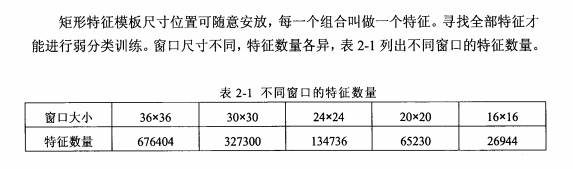 矩形特征模板尺寸位置可随意安放，每一个组合叫做一个特征。寻找全部特征才
能进行弱分类训练。窗口尺寸不同，特征数量各异，表 2-1 列出不同窗口的特征数量。
表 2-1 不同窗口的特征数量
窗口大小 36×36 30×30 24×24 20×20 16×16
特征数量 676404 327300 134736 65230 26944